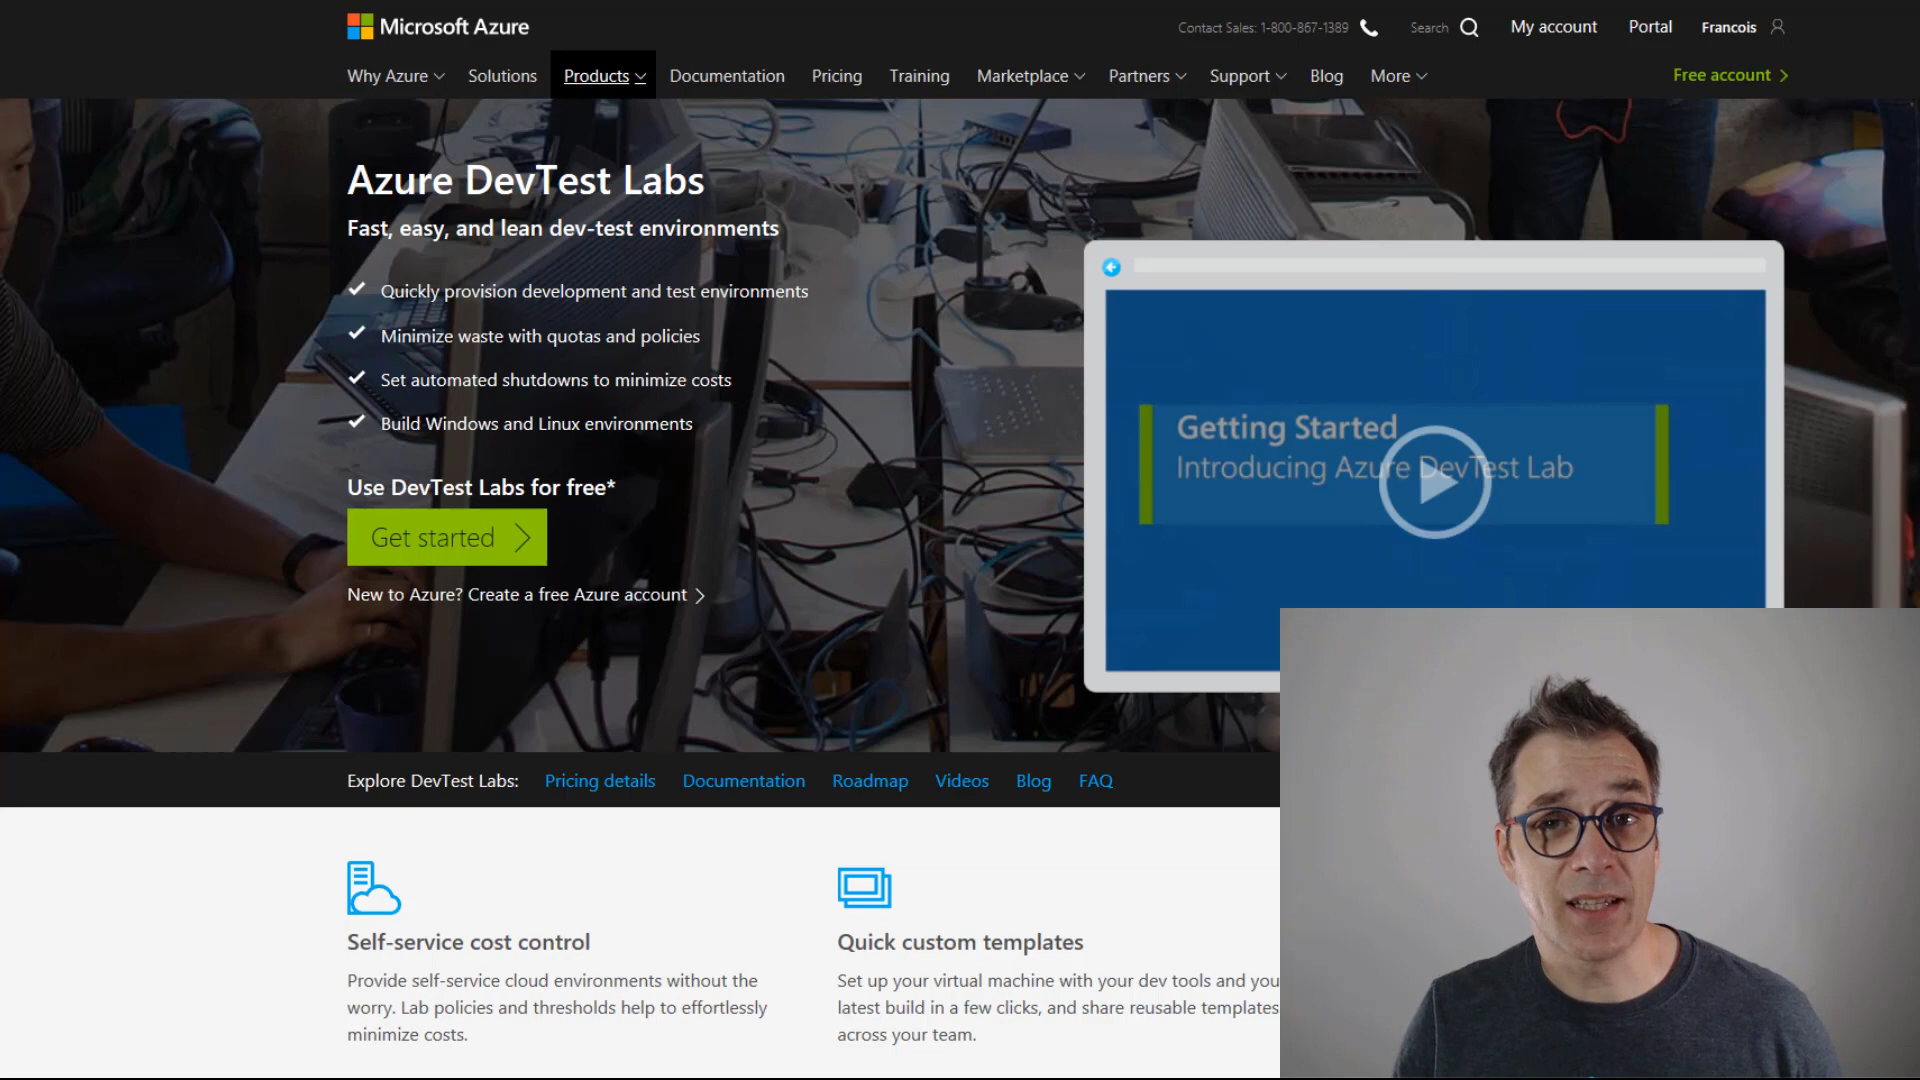 Microsoft Azure
Contact Sales: 1-800-867-1389
Search
My account
Portal
Francois
Why Azure
Solutions
Products
Documentation
Pricing
Training
Marketplace
Partners
Support
Blog
More
Free account
Azure DevTest Labs
Fast, easy, and lean dev-test environments
Quickly provision development and test environments
Minimize waste with quotas and policies
Set automated shutdowns to minimize costs
Build Windows and Linux environments
Use DevTest Labs for free*
Get started
New to Azure? Create a free Azure account
Getting Started
Introducing Azure DevTest Lab
Explore DevTest Labs:
Pricing details
Documentation
Roadmap
Videos
Blog
FAQ
Self-service cost control
Provide self-service cloud environments without the
worry. Lab policies and thresholds help to effortlessly
minimize costs.
Quick custom templates
Set up your virtual machine with your dev tools and you
latest build in a few clicks, and share reusable templates
across your team.